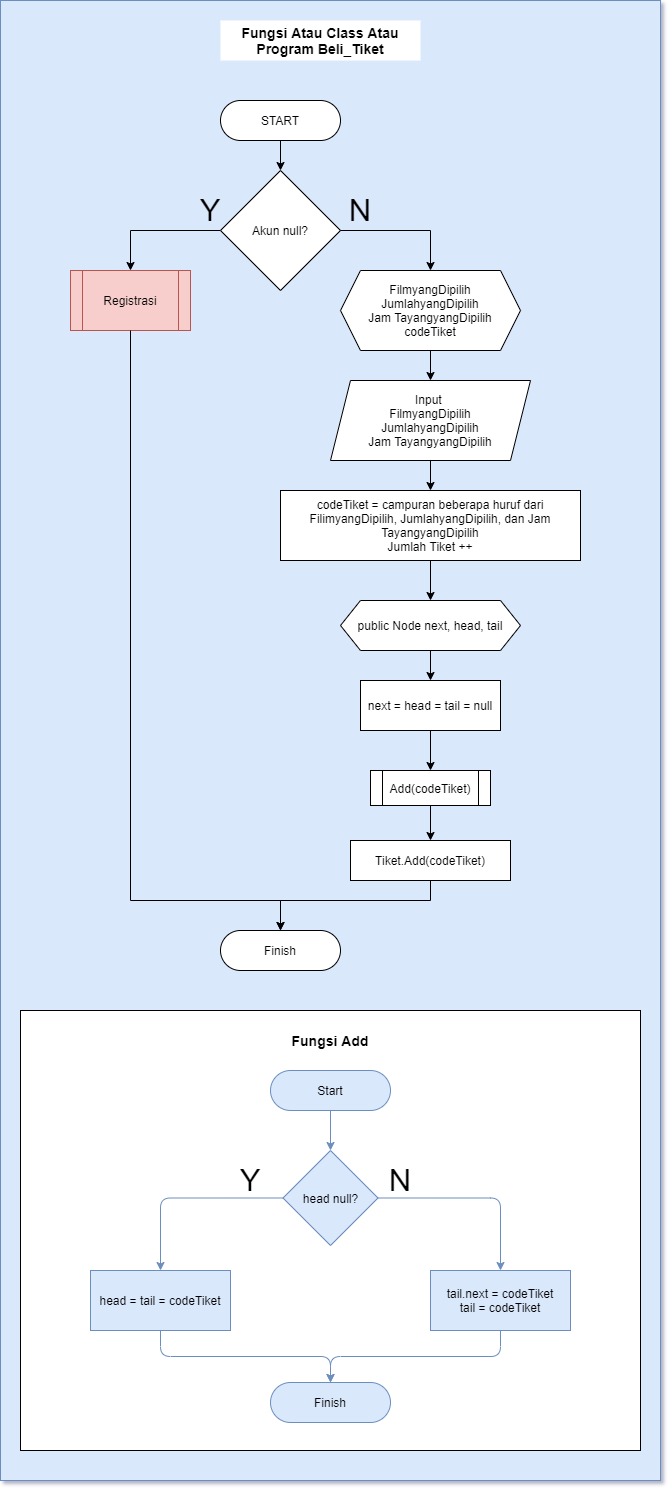 Fungsi Atau Class Atau
Program Beli_Tiket
START
Akun null?
Y
N
Registrasi
FilmyangDipilih
JumlahyangDipilih
Jam TayangyangDipilih
codeTiket
Input
FilmyangDipilih
JumlahyangDipilih
Jam TayangyangDipilih
codeTiket = campuran beberapa huruf dari
FilimyangDipilih, JumlahyangDipilih, dan Jam
TayangyangDipilih
Jumlah Tiket ++
public Node next, head, tail
next = head = tail = null
Add(codeTiket)
Tiket.Add(codeTiket)
Finish
Fungsi Add
Start
head null?
Y
N
head = tail = codeTiket
tail.next = codeTiket
tail = codeTiket
Finish